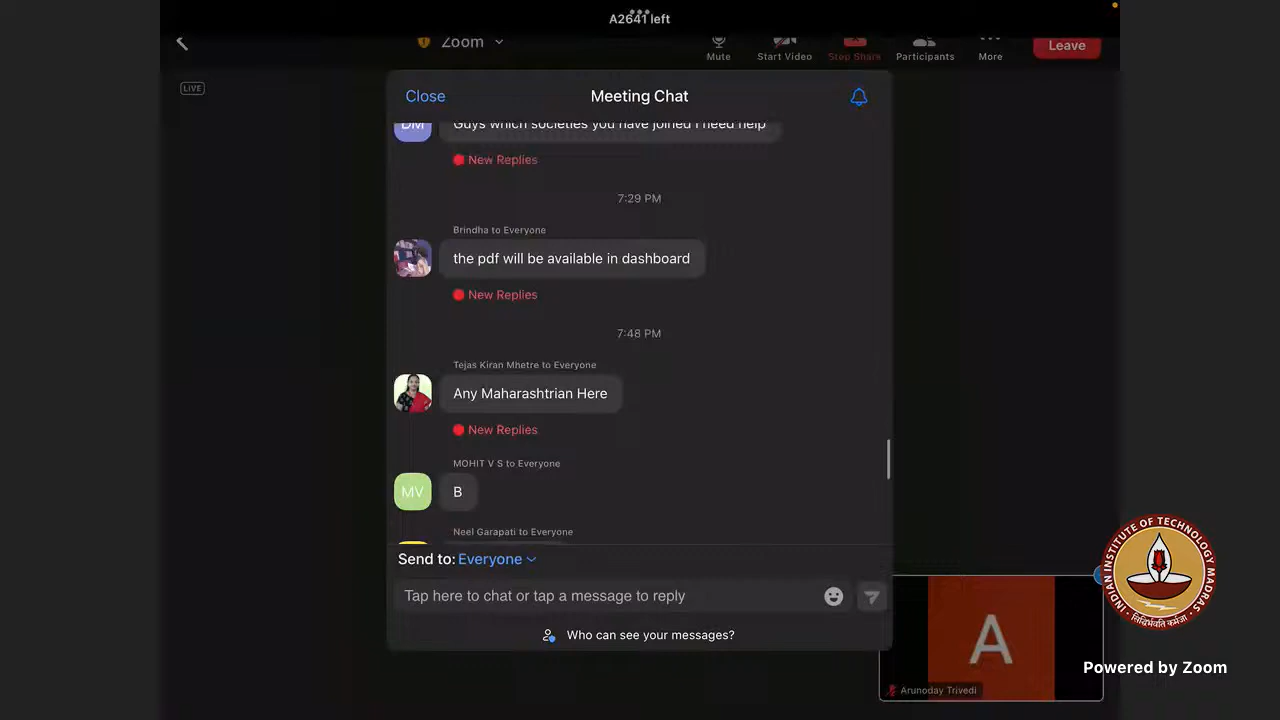 A2641 left
Zoom
Mute
Start Video
Stop Share
Participants
More
Leave
LIVE
Close
Meeting Chat
DM
Guys which societies you have joined I need help
New Replies
7:29 PM
Brindha to Everyone
the pdf will be available in dashboard
New Replies
7:48 PM
Tejas Kiran Mhetre to Everyone
Any Maharashtrian Here
New Replies
MOHIT V S to Everyone
MV
B
Neel Garapati to Everyone
Send to: Everyone
Tap here to chat or tap a message to reply
Who can see your messages?
A
Arunoday Trivedi
INDIAN INSTITUTE OF TECHNOLOGY MADRAS
सिद्धिर्भवति कर्मजा
Powered by Zoom